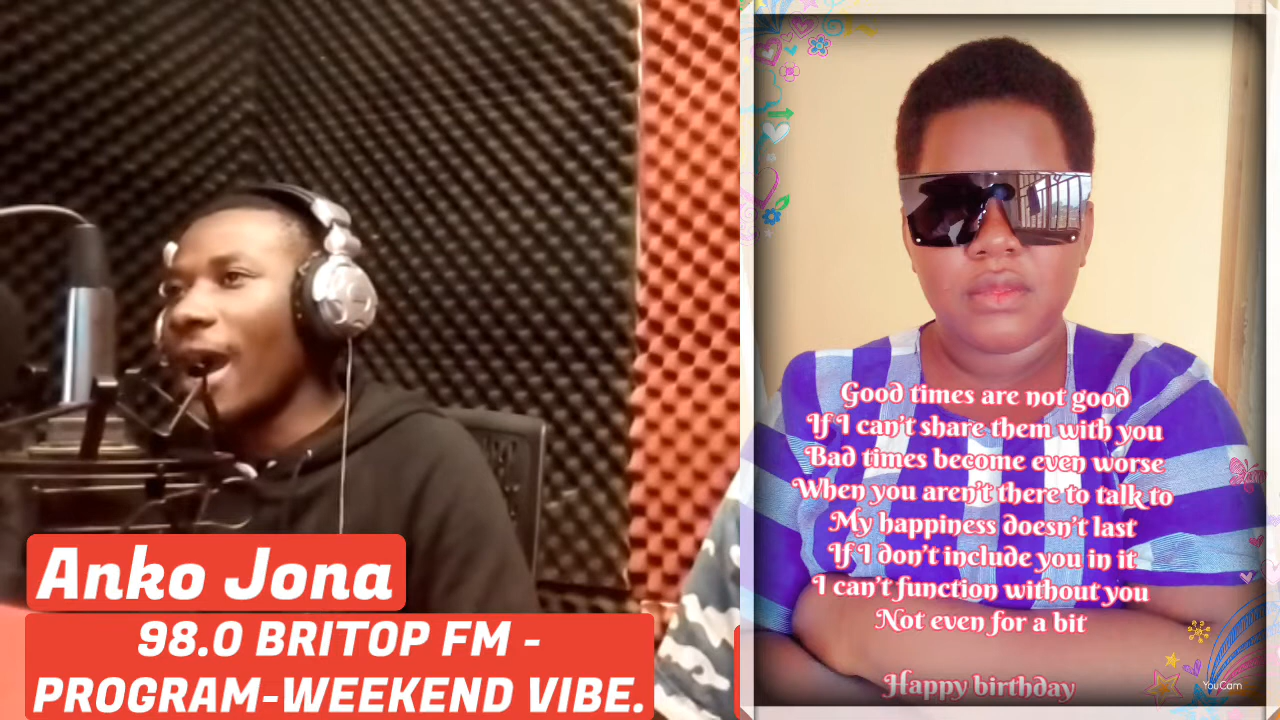 Anko Jona
98.0 BRITOP FM -
PROGRAM-WEEKEND VIBE.
Good times are not good
If I can't share them with you
Bad times become even worse
When you aren't there to talk to
My happiness doesn't last
If I don't include you in it
I can't function without you
Not even for a bit
Happy birthday
YouCam